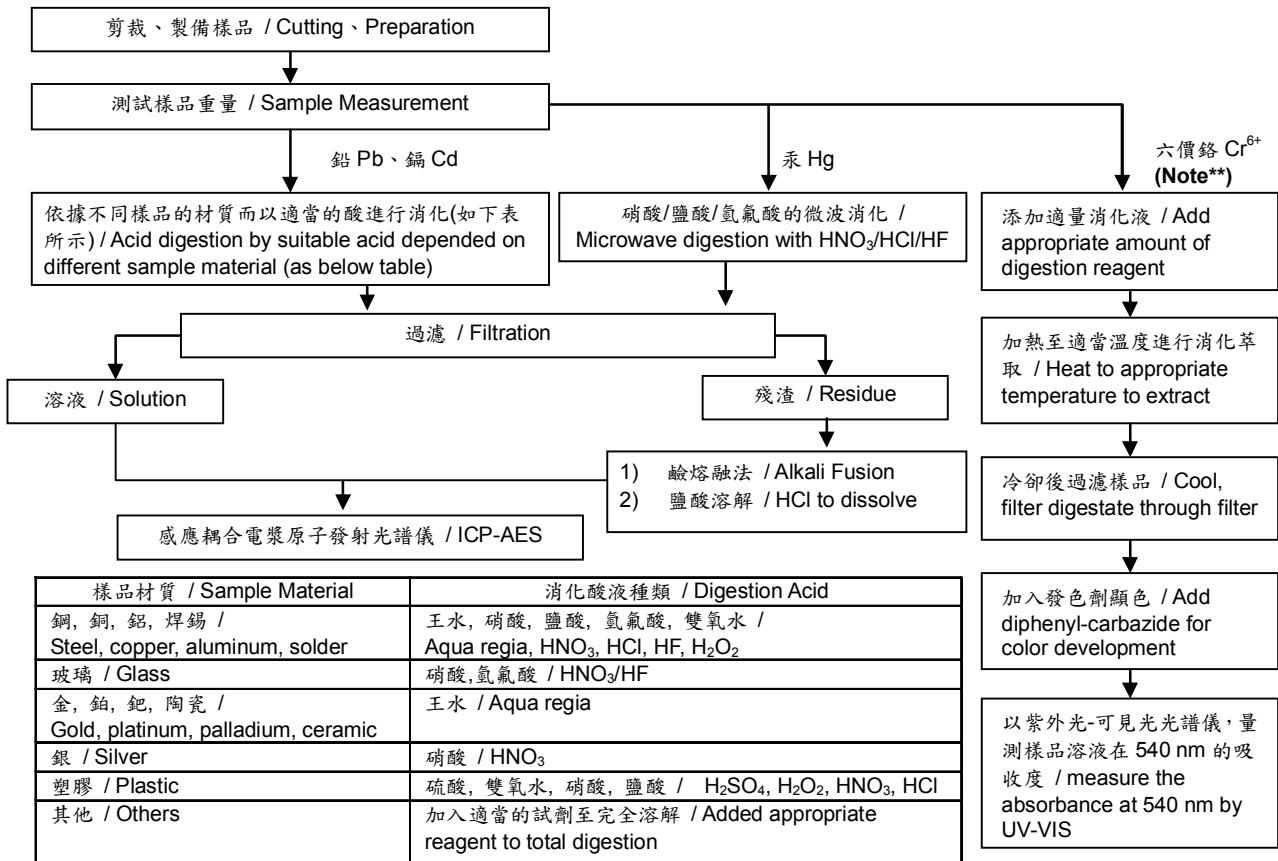 剪裁、製備樣品 / Cutting、Preparation
測試樣品重量 / Sample Measurement
鉛 Pb、鎘 Cd
汞 Hg
六價鉻 Cr6+
(Note**)
依據不同樣品的材質而以適當的酸進行消化(如下表
所示) / Acid digestion by suitable acid depended on
different sample material (as below table)
硝酸/鹽酸/氫氟酸的微波消化 /
Microwave digestion with HNO3/HCl/HF
添加適量消化液 / Add
appropriate amount of
digestion reagent
過濾 / Filtration
加熱至適當溫度進行消化萃
取 / Heat to appropriate
temperature to extract
溶液 / Solution
殘渣 / Residue
1) 鹼熔融法 / Alkali Fusion
2) 鹽酸溶解 / HCl to dissolve
冷卻後過濾樣品 / Cool,
filter digestate through filter
感應耦合電漿原子發射光譜儀 / ICP-AES
加入發色劑顯色 / Add
diphenyl-carbazide for
color development
以紫外光-可見光光譜儀,量
測樣品溶液在 540 nm 的吸
收度 / measure the
absorbance at 540 nm by
UV-VIS
樣品材質 / Sample Material
消化酸液種類 / Digestion Acid
鋼, 銅, 鋁, 焊錫 /
Steel, copper, aluminum, solder
王水, 硝酸, 鹽酸, 氫氟酸, 雙氧水 /
Aqua regia, HNO3, HCl, HF, H2O2
玻璃 / Glass
硝酸,氫氟酸 / HNO3/HF
金, 鉑, 鈀, 陶瓷 /
Gold, platinum, palladium, ceramic
王水 / Aqua regia
銀 / Silver
硝酸 / HNO3
塑膠 / Plastic
硫酸, 雙氧水, 硝酸, 鹽酸 / H2SO4, H2O2, HNO3, HCl
其他 / Others
加入適當的試劑至完全溶解 / Added appropriate
reagent to total digestion